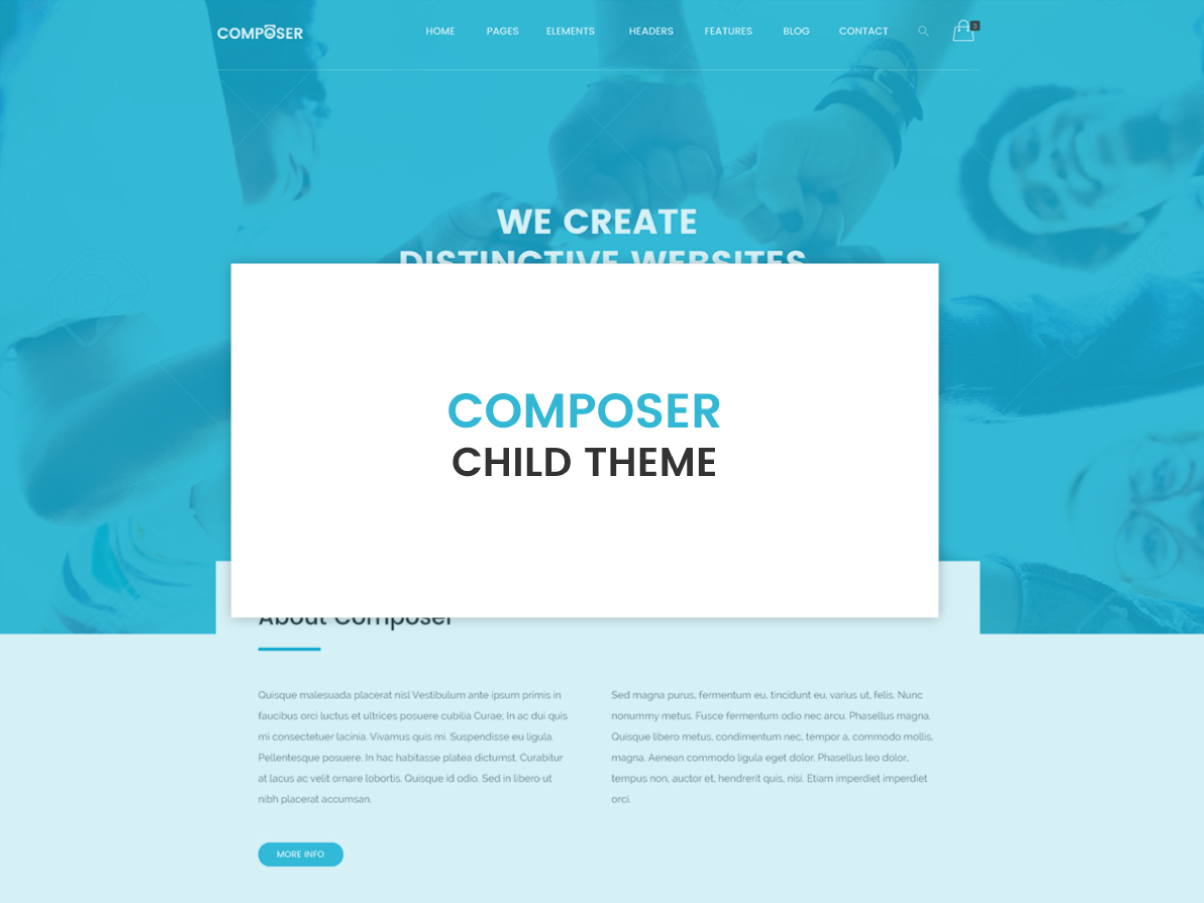 COMPOSER
HOME PAGES ELEMENTS HEADERS FEATURES BLOG CONTACT 3
WE CREATE
DISTINCTIVE WEBSITES
COMPOSER
CHILD THEME
About Composer
Quisque malesuada placerat nisl Vestibulum ante ipsum primis in
faucibus orci luctus et ultrices posuere cubilia Curae; In ac dui quis
mi consectetuer lacinia. Vivamus quis mi. Suspendisse eu ligula.
Pellentesque posuere. In hac habitasse platea dictumst. Curabitur
at lacus ac velit ornare lobortis. Quisque id odio. Sed in libero ut
nibh placerat accumsan.
Sed magna purus, fermentum eu, tincidunt eu, varius ut, felis. Nunc
nonummy metus. Fusce fermentum odio nec arcu. Phasellus magna.
Quisque libero metus, condimentum nec, tempor a, commodo mollis,
magna. Aenean commodo ligula eget dolor. Phasellus leo dolor,
tempus non, auctor et, hendrerit quis, nisi. Etiam imperdiet imperdiet
orci.
MORE INFO